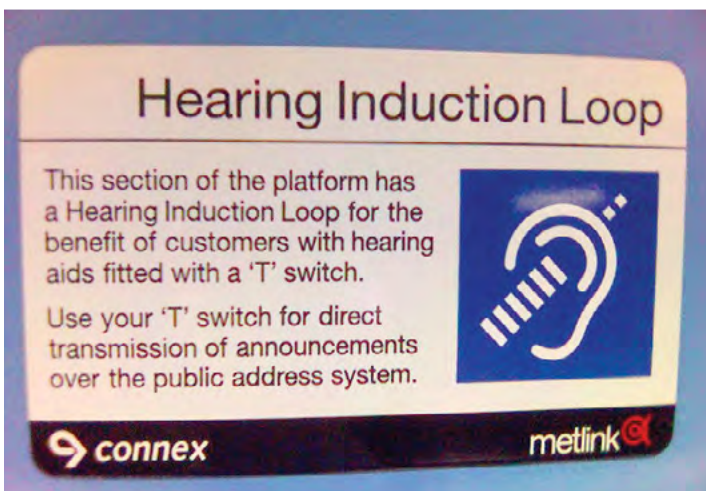 Hearing Induction Loop
This section of the platform has
a Hearing Induction Loop for the
benefit of customers with hearing
aids fitted with a ‘T’ switch.
Use your ‘T’ switch for direct
transmission of announcements
over the public address system.
connex
metlink